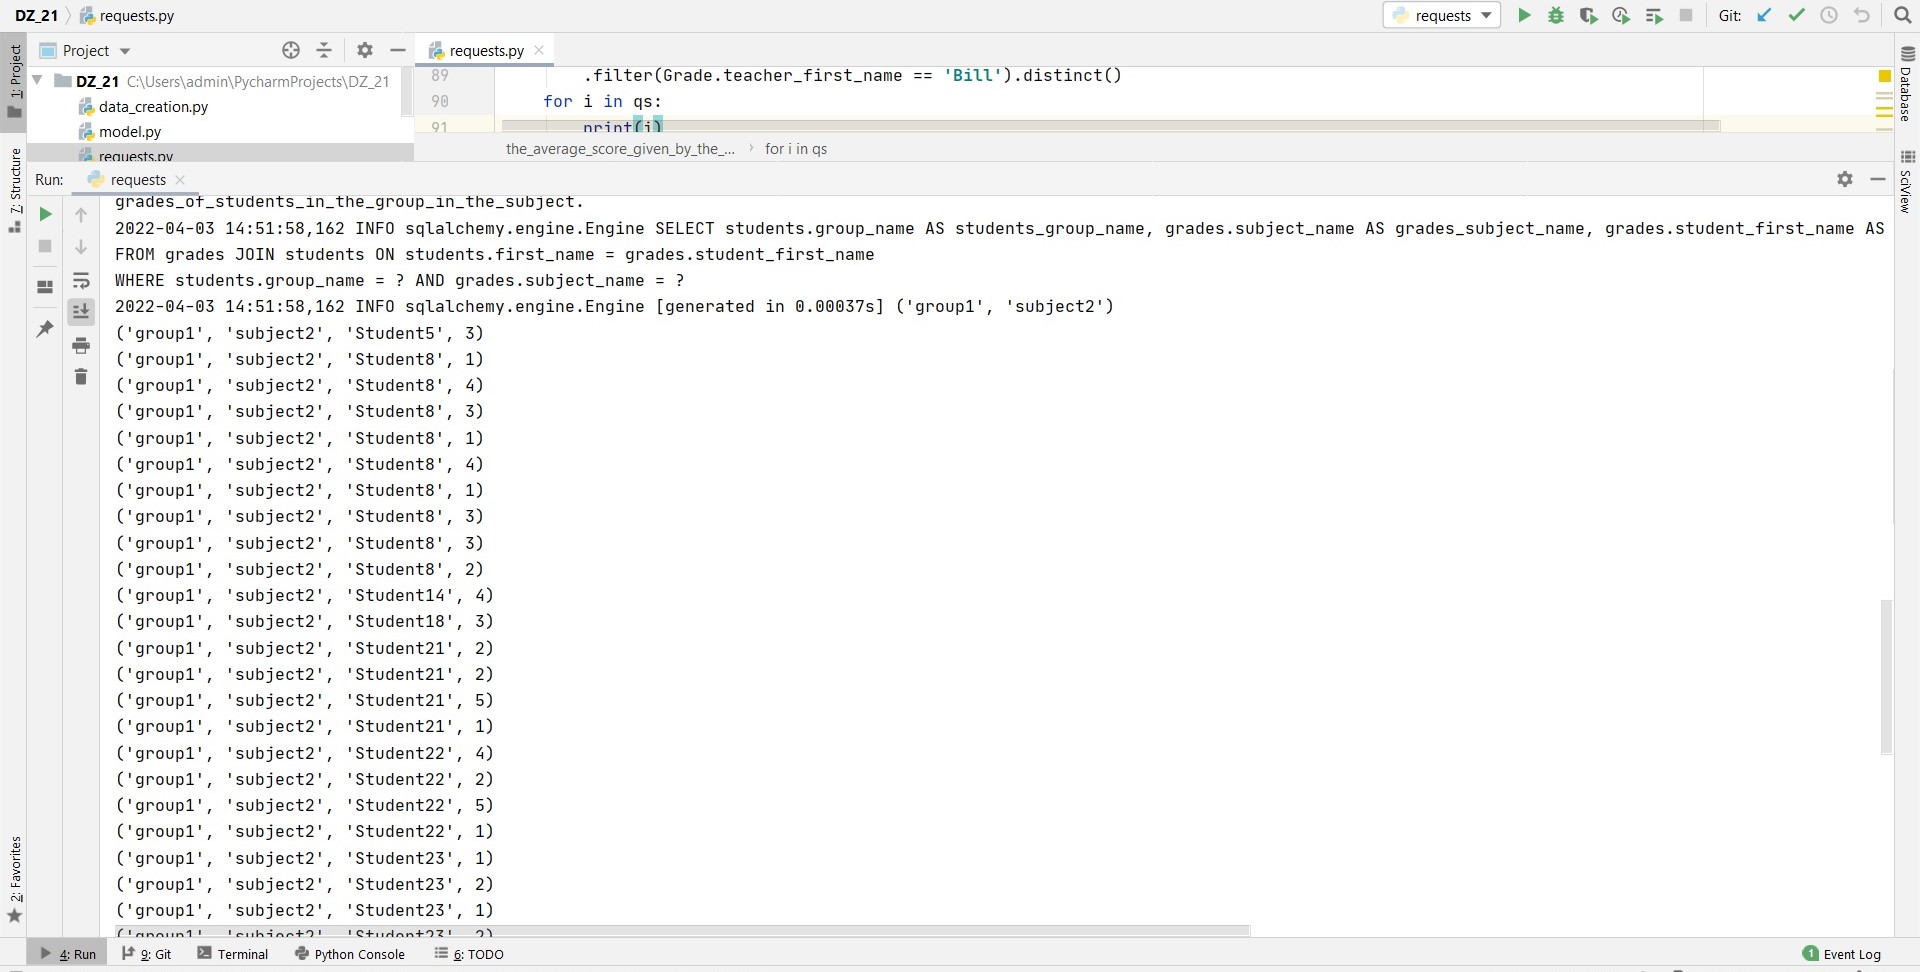 DZ_21 requests.py
requests
Git:
1: Project
Project
requests.py
DZ_21 C:\Users\admin\PycharmProjects\DZ_21
data_creation.py
model.py
requests.py
89 .filter(Grade.teacher_first_name == 'Bill').distinct()
90 for i in qs:
91 print(i)
the_average_score_given_by_the_... › for i in qs
Database
SciView
7: Structure
2: Favorites
Run: requests
grades_of_students_in_the_group_in_the_subject.
2022-04-03 14:51:58,162 INFO sqlalchemy.engine.Engine SELECT students.group_name AS students_group_name, grades.subject_name AS grades_subject_name, grades.student_first_name AS
FROM grades JOIN students ON students.first_name = grades.student_first_name
WHERE students.group_name = ? AND grades.subject_name = ?
2022-04-03 14:51:58,162 INFO sqlalchemy.engine.Engine [generated in 0.00037s] ('group1', 'subject2')
('group1', 'subject2', 'Student5', 3)
('group1', 'subject2', 'Student8', 1)
('group1', 'subject2', 'Student8', 4)
('group1', 'subject2', 'Student8', 3)
('group1', 'subject2', 'Student8', 1)
('group1', 'subject2', 'Student8', 4)
('group1', 'subject2', 'Student8', 1)
('group1', 'subject2', 'Student8', 3)
('group1', 'subject2', 'Student8', 3)
('group1', 'subject2', 'Student8', 2)
('group1', 'subject2', 'Student14', 4)
('group1', 'subject2', 'Student18', 3)
('group1', 'subject2', 'Student21', 2)
('group1', 'subject2', 'Student21', 2)
('group1', 'subject2', 'Student21', 5)
('group1', 'subject2', 'Student21', 1)
('group1', 'subject2', 'Student22', 4)
('group1', 'subject2', 'Student22', 2)
('group1', 'subject2', 'Student22', 5)
('group1', 'subject2', 'Student22', 1)
('group1', 'subject2', 'Student23', 1)
('group1', 'subject2', 'Student23', 2)
('group1', 'subject2', 'Student23', 1)
('group1', 'subject2', 'Student23', 2)
4: Run 9: Git Terminal Python Console 6: TODO
1 Event Log